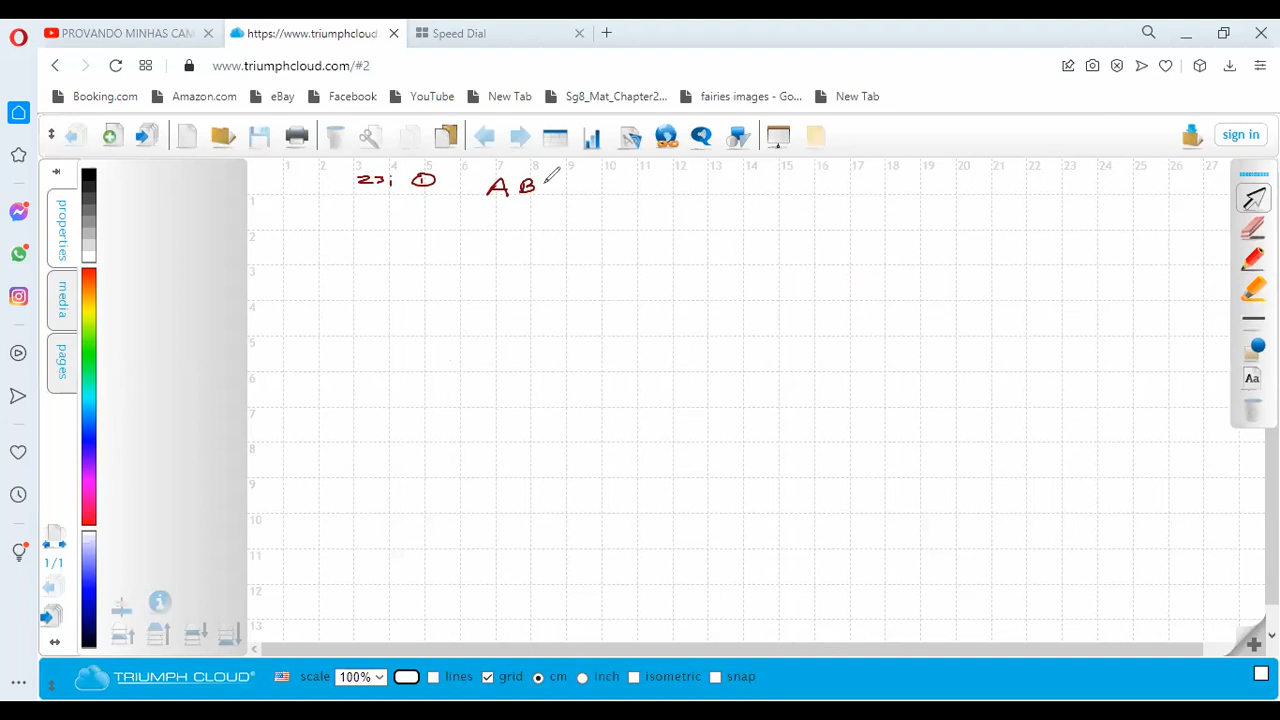 PROVANDO MINHAS CAN
https://www.triumphcloud.
Speed Dial
www.triumphcloud.com/#2
Booking.com
Amazon.com
eBay
Facebook
YouTube
New Tab
Sg8_Mat_Chapter2...
fairies images - Go...
New Tab
sign in
1 2 3 4 5 6 7 8 9 10 11 12 13 14 15 16 17 18 19 20 21 22 23 24 25 26 27
① A B
1
2
3
4
5
6
7
8
9
10
11
12
13
properties
media
pages
Aa
1/1
TRIUMPH CLOUD
scale 100% lines grid cm inch isometric snap